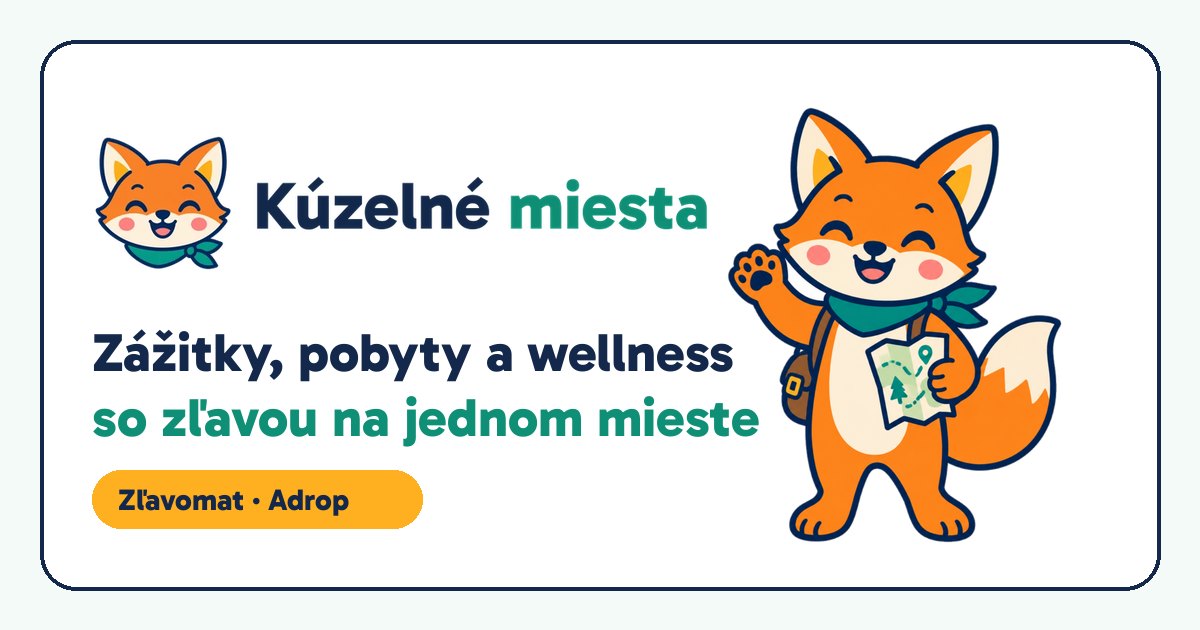 Kúzelné miesta
Zážitky, pobyty a wellness
so zľavou na jednom mieste
Zľavomat · Adrop